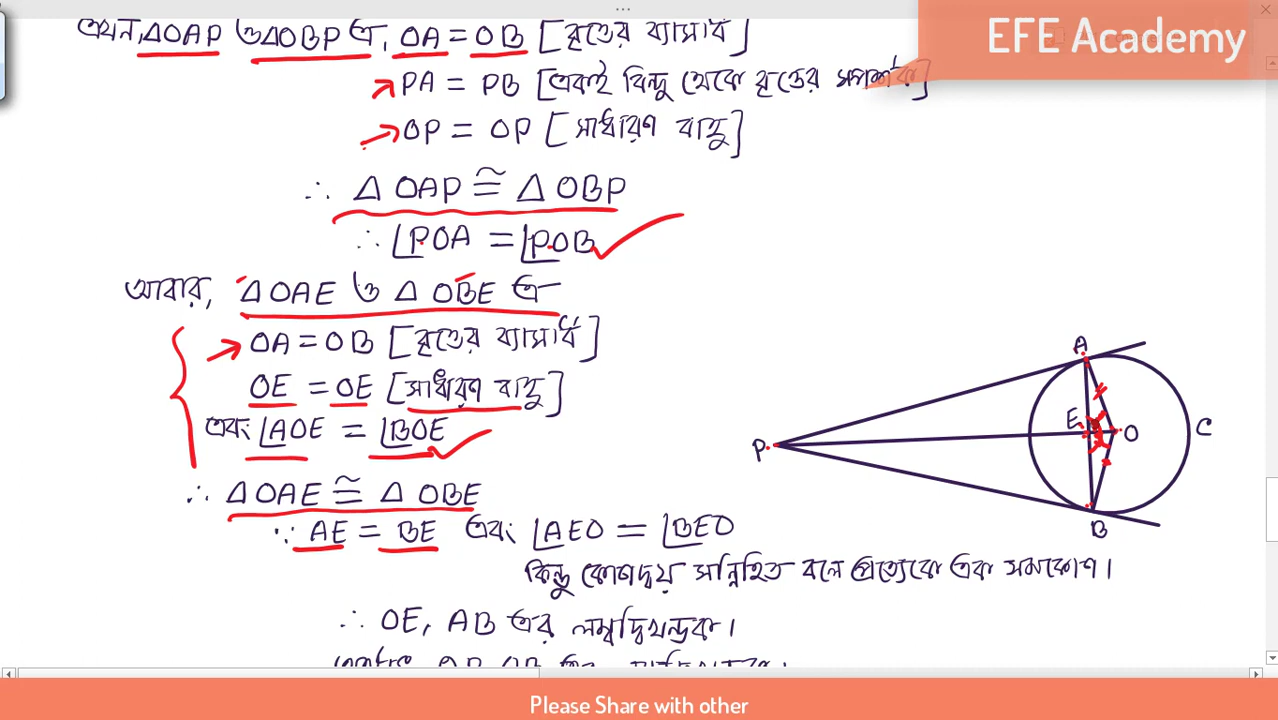 এখন, △OAP ও △OBP এ, OA = OB [বৃত্তের ব্যাসার্ধ]
EFE Academy
PA = PB [একই বিন্দু থেকে বৃত্তের স্পর্শক]
OP = OP [সাধারণ বাহু]
∴ △ OAP ≅ △ OBP
∴ ∠POA = ∠POB
আবার, △OAE ও △ OBE এ
OA = OB [বৃত্তের ব্যাসার্ধ]
OE = OE [সাধারণ বাহু]
এবং ∠AOE = ∠BOE
∴ △OAE ≅ △ OBE
∵ AE = BE এবং ∠AEO = ∠BEO
কিন্তু কোণদ্বয় সন্নিহিত বলে প্রত্যেকে এক সমকোণ।
∴ OE, AB এর লম্বদ্বিখন্ডক।
A
E
O
C
P
B
Please Share with other